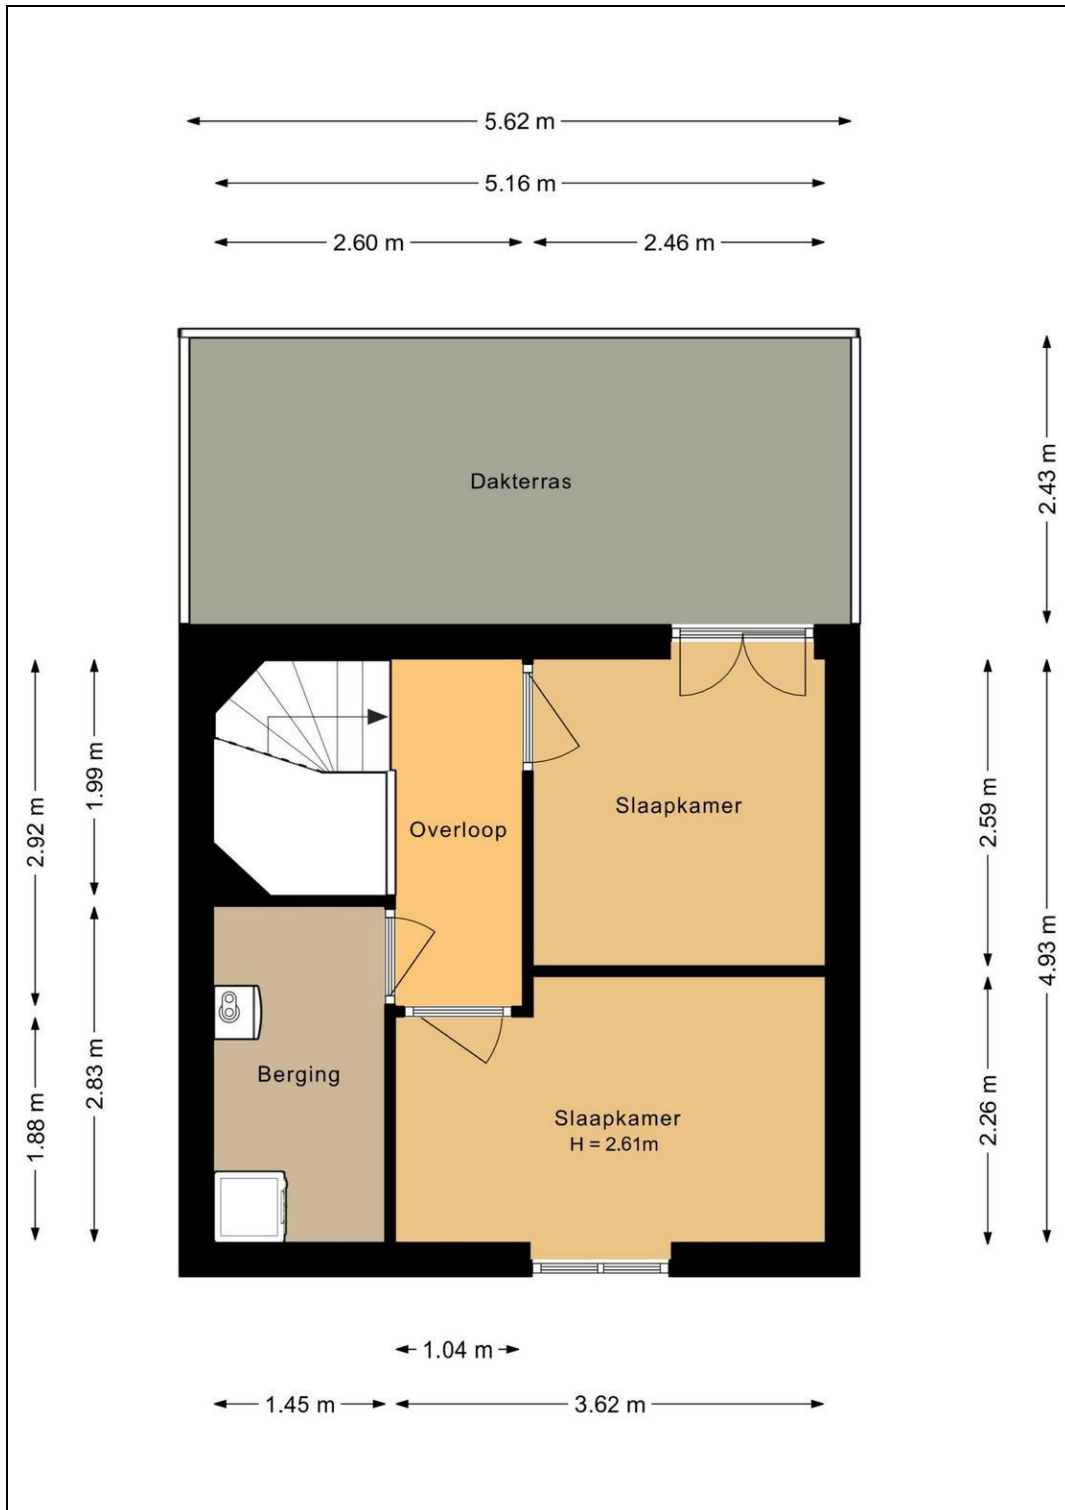 5.62 m
5.16 m
2.60 m
2.46 m
Dakterras
2.43 m
Slaapkamer
Overloop
1.99 m
2.92 m
2.59 m
4.93 m
Berging
2.83 m
1.88 m
Slaapkamer
H = 2.61m
2.26 m
1.04 m
1.45 m
3.62 m